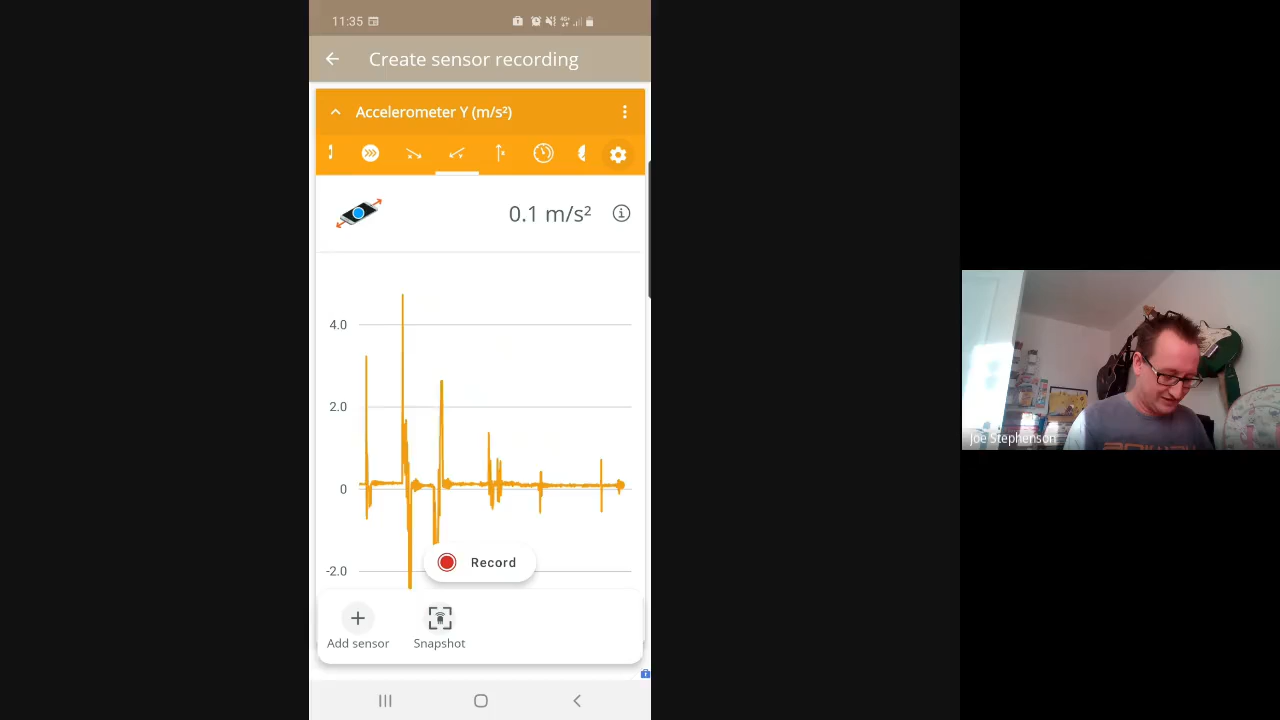 11:35
Create sensor recording
Accelerometer Y (m/s²)
0.1 m/s²
4.0
2.0
0
-2.0
Record
Add sensor
Snapshot
Joe Stephenson